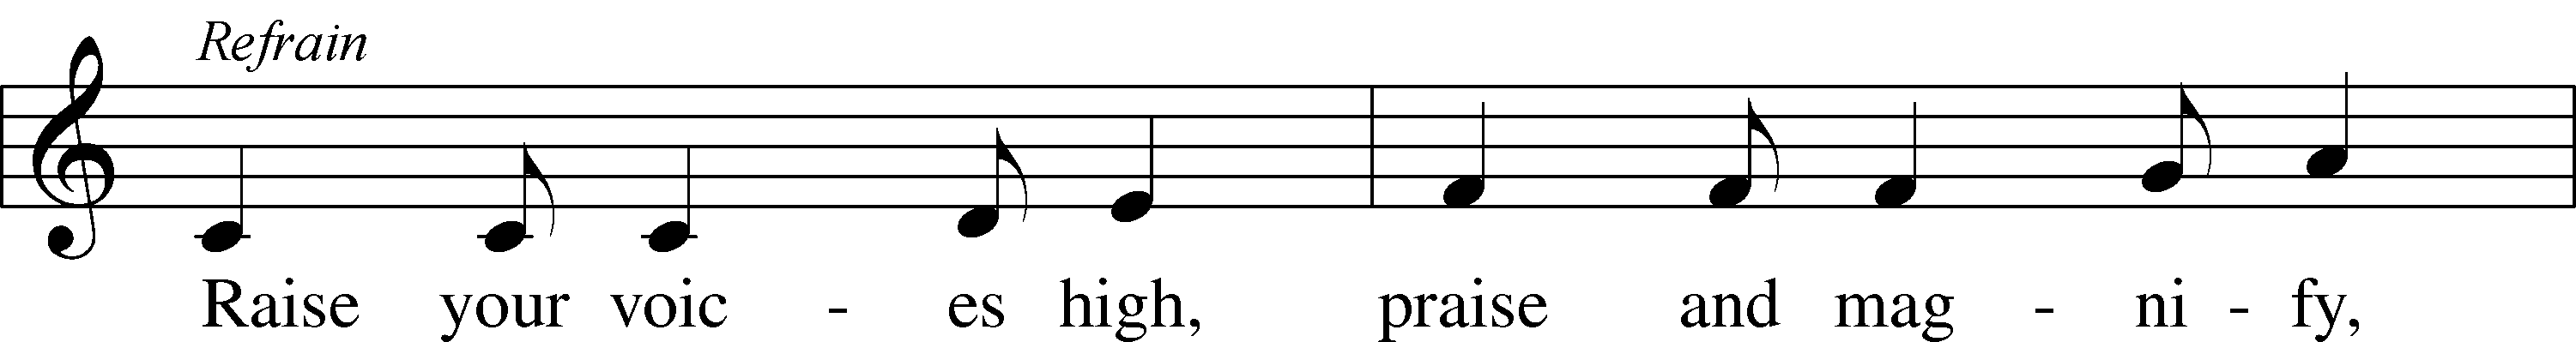 Refrain
Raise your voic - es high, praise and mag - ni - fy,